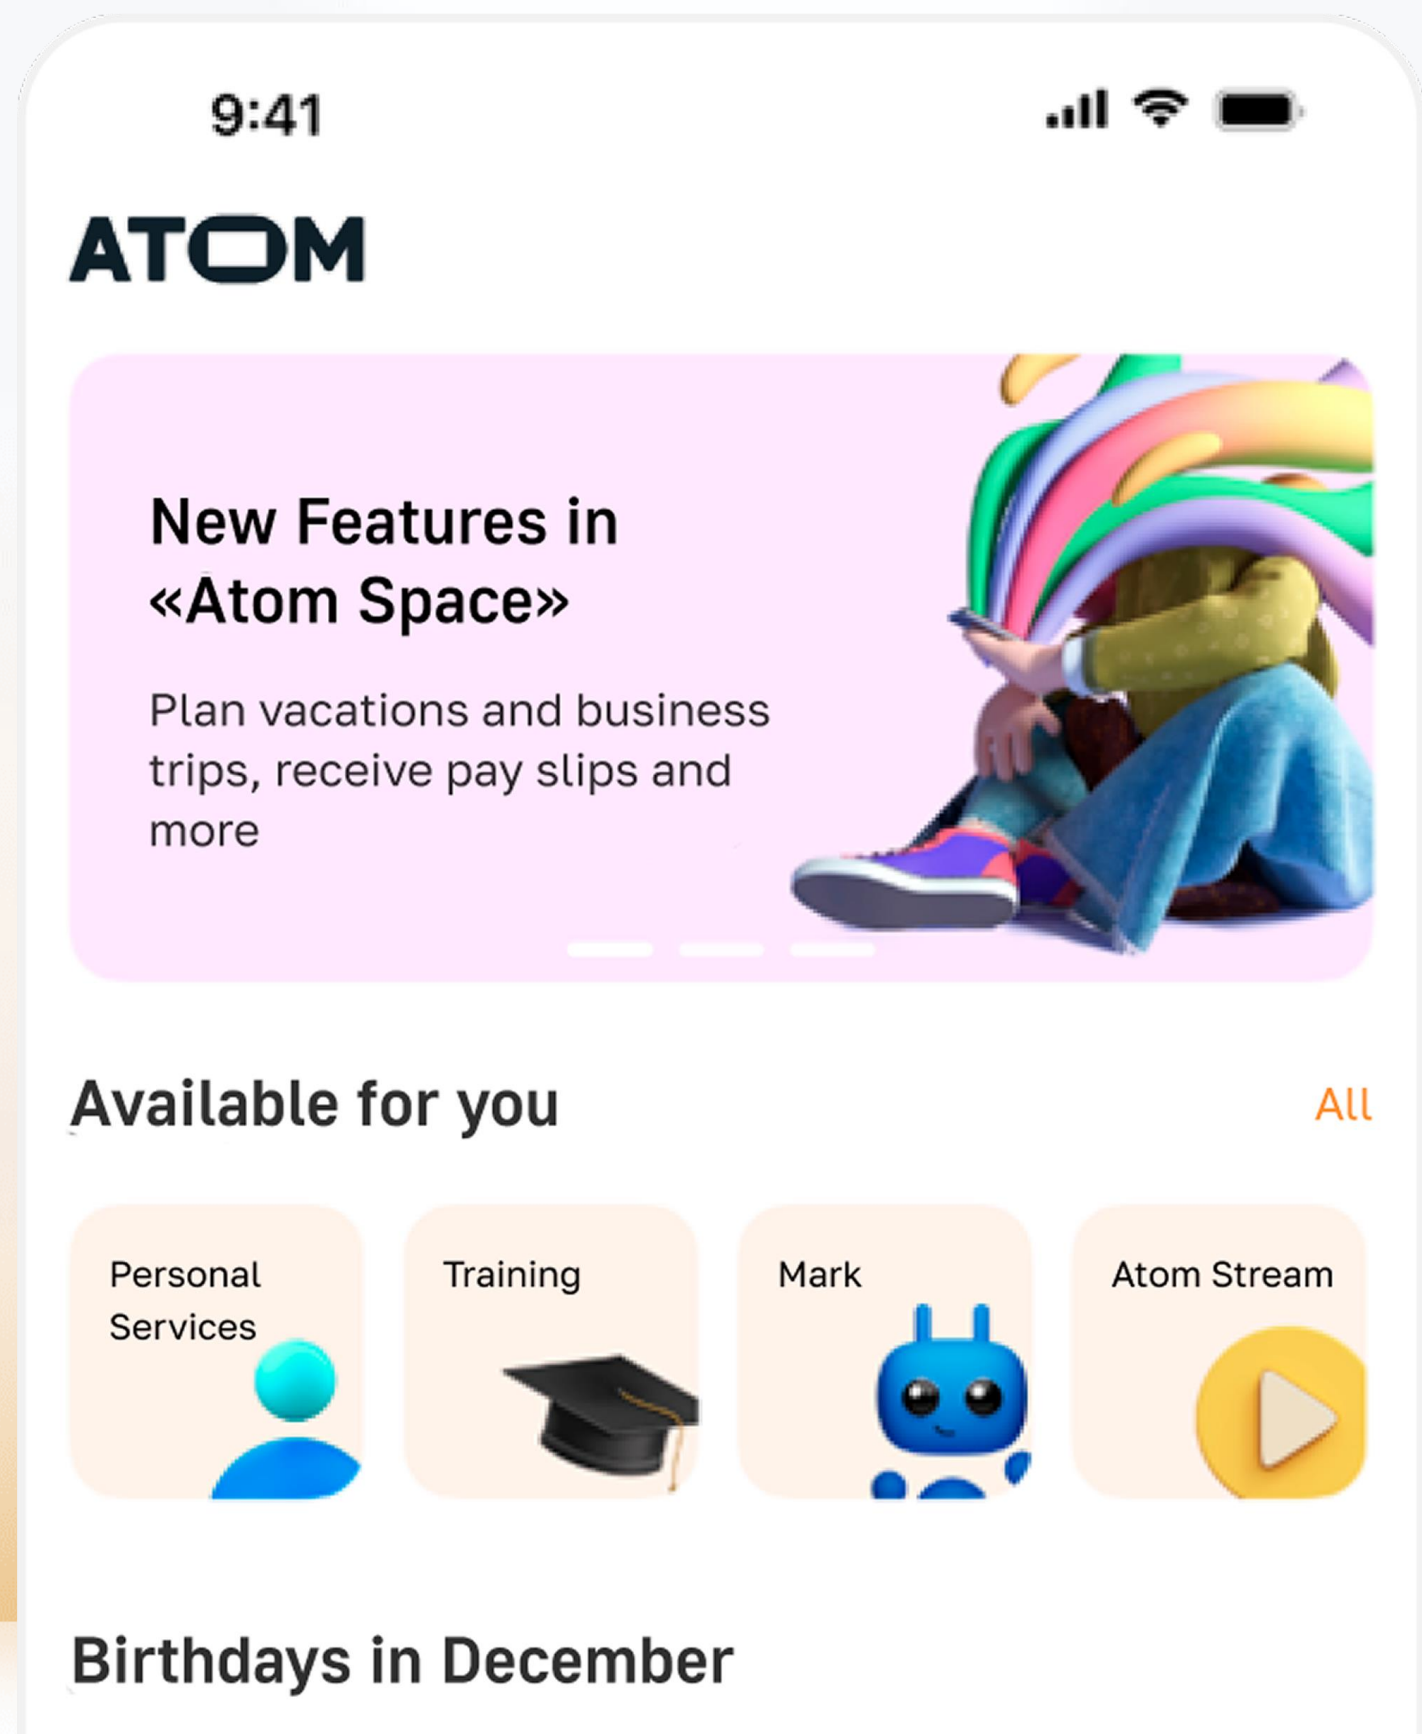 9:41
ATOM
New Features in
«Atom Space»
Plan vacations and business
trips, receive pay slips and
more
Available for you
All
Personal
Services
Training
Mark
Atom Stream
Birthdays in December